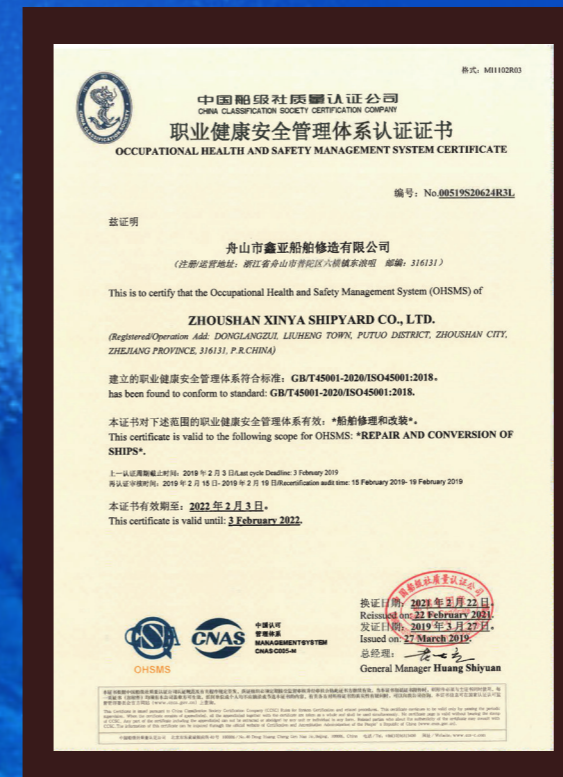 格式：MI1102R03
中国船级社质量认证公司
CHINA CLASSIFICATION SOCIETY CERTIFICATION COMPANY
职业健康安全管理体系认证证书
OCCUPATIONAL HEALTH AND SAFETY MANAGEMENT SYSTEM CERTIFICATE
编号：No.00519S20624R3L
兹证明
舟山市鑫亚船舶修造有限公司
（注册/运营地址：浙江省舟山市普陀区六横镇东浪咀 邮编：316131）
This is to certify that the Occupational Health and Safety Management System (OHSMS) of
ZHOUSHAN XINYA SHIPYARD CO., LTD.
(Registered/Operation Add: DONGLANGZUI, LIUHENG TOWN, PUTUO DISTRICT, ZHOUSHAN CITY,
ZHEJIANG PROVINCE, 316131, P.R.CHINA)
建立的职业健康安全管理体系符合标准：GB/T45001-2020/ISO45001:2018。
has been found to conform to standard: GB/T45001-2020/ISO45001:2018.
本证书对下述范围的职业健康安全管理体系有效：*船舶修理和改装*。
This certificate is valid to the following scope for OHSMS: *REPAIR AND CONVERSION OF
SHIPS*.
上一认证周期截止时间：2019 年 2 月 3 日/Last cycle Deadline: 3 February 2019
再认证审核时间：2019 年 2 月 15 日- 2019 年 2 月 19 日/Recertification audit time: 15 February 2019- 19 February 2019
本证书有效期至：2022 年 2 月 3 日。
This certificate is valid until: 3 February 2022.
换证日期：2021 年 2 月 22 日
Reissued on: 22 February 2021.
发证日期：2019 年 3 月 27 日。
Issued on: 27 March 2019.
总经理：
General Manager Huang Shiyuan
CSQA
OHSMS
CNAS
中国认可
管理体系
MANAGEMENT SYSTEM
CNAS C005-M